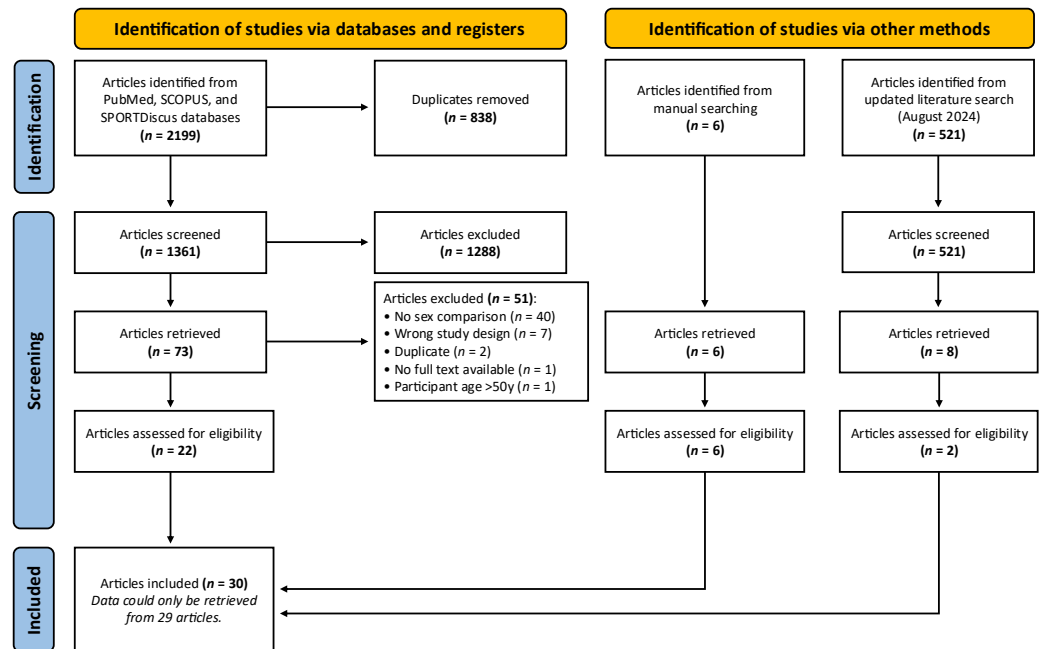 Identification of studies via databases and registers
Identification of studies via other methods
Identification
Articles identified from
PubMed, SCOPUS, and
SPORTDiscus databases
(n = 2199)
Duplicates removed
(n = 838)
Articles identified from
manual searching
(n = 6)
Articles identified from
updated literature search
(August 2024)
(n = 521)
Screening
Articles screened
(n = 1361)
Articles excluded
(n = 1288)
Articles screened
(n = 521)
Articles retrieved
(n = 73)
Articles excluded (n = 51):
• No sex comparison (n = 40)
• Wrong study design (n = 7)
• Duplicate (n = 2)
• No full text available (n = 1)
• Participant age >50y (n = 1)
Articles retrieved
(n = 6)
Articles retrieved
(n = 8)
Articles assessed for eligibility
(n = 22)
Articles assessed for eligibility
(n = 6)
Articles assessed for eligibility
(n = 2)
Included
Articles included (n = 30)
Data could only be retrieved
from 29 articles.